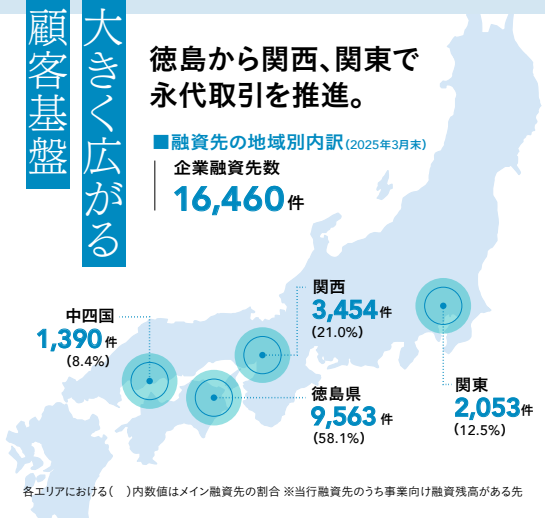 大きく広がる
顧客基盤
徳島から関西、関東で
永代取引を推進。
■融資先の地域別内訳(2025年3月末)
企業融資先数
16,460件
関西
3,454件
(21.0%)
中四国
1,390件
(8.4%)
徳島県
9,563件
(58.1%)
関東
2,053件
(12.5%)
各エリアにおける( )内数値はメイン融資先の割合 ※当行融資先のうち事業向け融資残高がある先